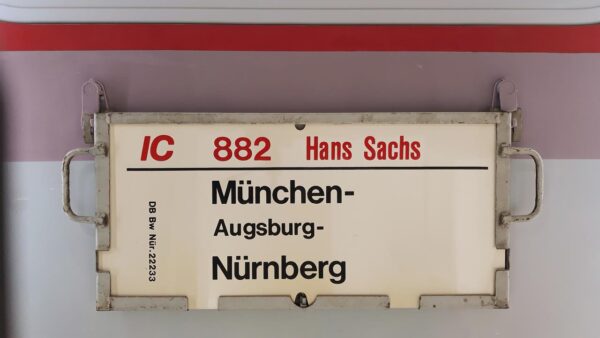 IC 882 Hans Sachs
München-
Augsburg-
Nürnberg
DB Bw Nür.22233